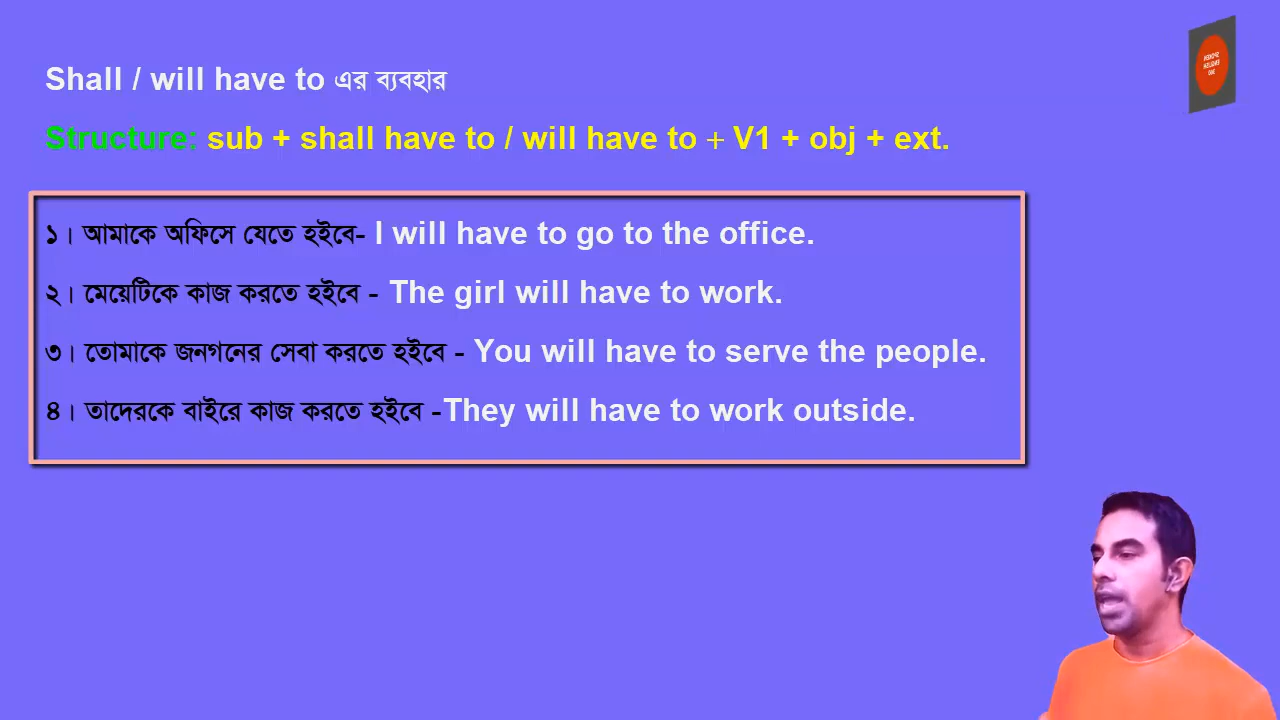 Shall / will have to এর ব্যবহার
Structure: sub + shall have to / will have to + V1 + obj + ext.
১। আমাকে অফিসে যেতে হইবে- I will have to go to the office.
২। মেয়েটিকে কাজ করতে হইবে - The girl will have to work.
৩। তোমাকে জনগনের সেবা করতে হইবে - You will have to serve the people.
৪। তাদেরকে বাইরে কাজ করতে হইবে -They will have to work outside.